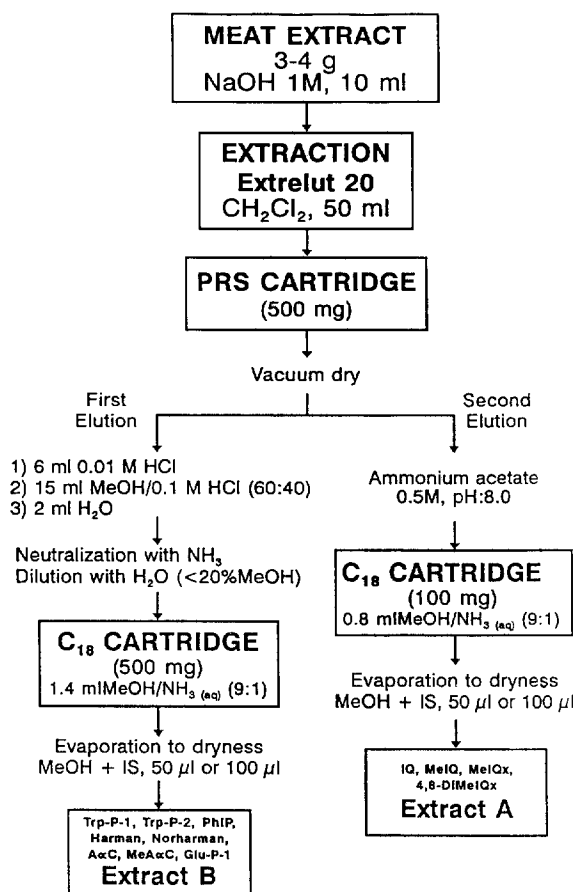 MEAT EXTRACT
3-4 g
NaOH 1M, 10 ml
EXTRACTION
Extrelut 20
CH₂Cl₂, 50 ml
PRS CARTRIDGE
(500 mg)
Vacuum dry
First
Elution
1) 6 ml 0.01 M HCl
2) 15 ml MeOH/0.1 M HCl (60:40)
3) 2 ml H₂O
Neutralization with NH₃
Dilution with H₂O (<20%MeOH)
C₁₈ CARTRIDGE
(500 mg)
1.4 mlMeOH/NH₃ (aq) (9:1)
Evaporation to dryness
MeOH + IS, 50 µl or 100 µl
Trp-P-1, Trp-P-2, PhIP,
Harman, Norharman,
AαC, MeAαC, Glu-P-1
Extract B
Second
Elution
Ammonium acetate
0.5M, pH:8.0
C₁₈ CARTRIDGE
(100 mg)
0.8 mlMeOH/NH₃ (aq) (9:1)
Evaporation to dryness
MeOH + IS, 50 µl or 100 µl
IQ, MeIQ, MeIQx,
4,8-DiMeIQx
Extract A